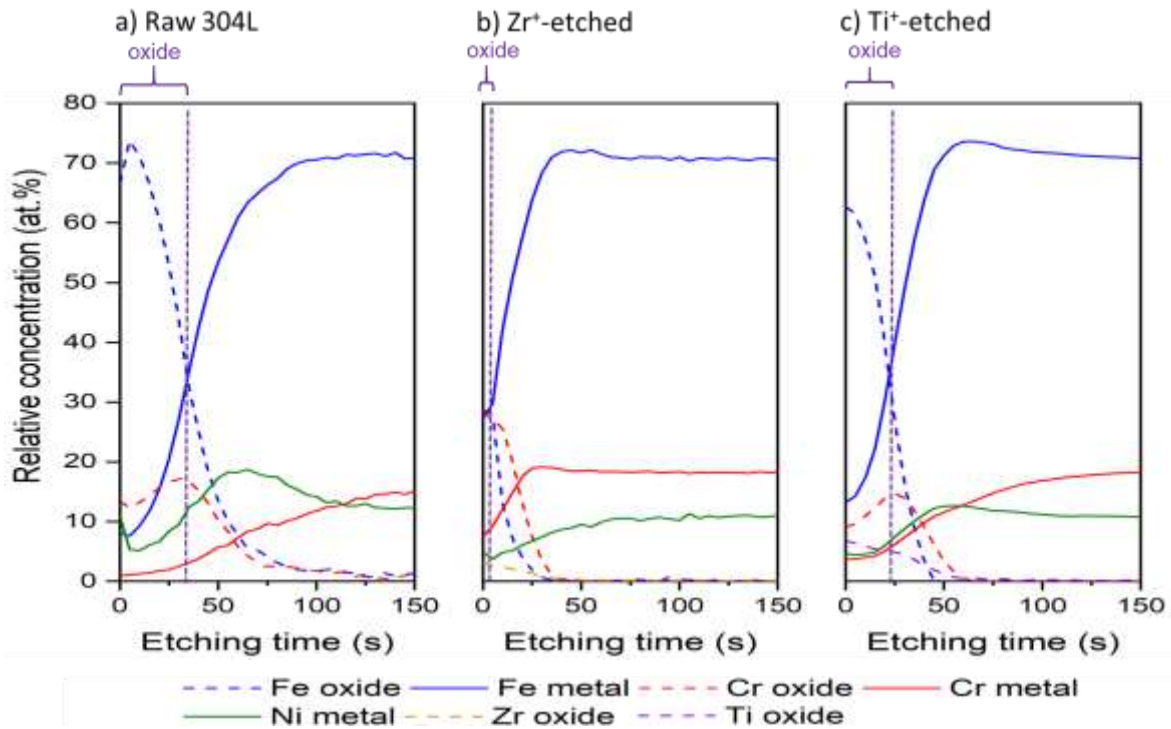 a) Raw 304L
b) Zr⁺-etched
c) Ti⁺-etched
oxide
oxide
oxide
Relative concentration (at.%)
80
70
60
50
40
30
20
10
0
0 50 100 150
0 50 100 150
0 50 100 150
Etching time (s)
Etching time (s)
Etching time (s)
Fe oxide Fe metal Cr oxide Cr metal
Ni metal Zr oxide Ti oxide